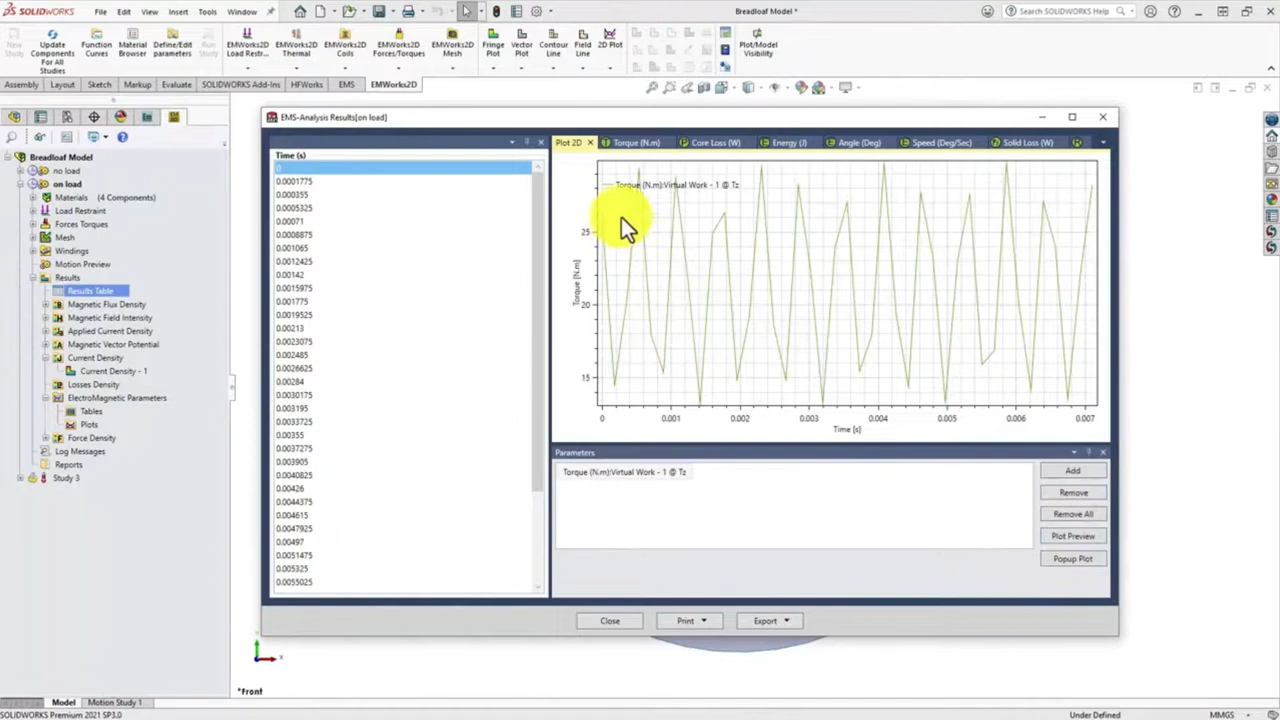 SOLIDWORKS
File
Edit
View
Insert
Tools
Window
Breadloaf Model *
Search SOLIDWORKS Help
New Study
Update Components For All Studies
Function Curves
Material Browser
Define/Edit parameters
Run Study
EMWorks2D Load Restr...
EMWorks2D Thermal
EMWorks2D Coils
EMWorks2D Forces/Torques
EMWorks2D Mesh
Fringe Plot
Vector Plot
Contour Line
Field Line
2D Plot
Plot/Model Visibility
Assembly
Layout
Sketch
Markup
Evaluate
SOLIDWORKS Add-Ins
HFWorks
EMS
EMWorks2D
Breadloaf Model
no load
on load
Materials (4 Components)
Load Restraint
Forces Torques
Mesh
Windings
Motion Preview
Results
Results Table
Magnetic Flux Density
Magnetic Field Intensity
Applied Current Density
Magnetic Vector Potential
Current Density
Current Density - 1
Losses Density
ElectroMagnetic Parameters
Tables
Plots
Force Density
Log Messages
Reports
Study 3
EMS-Analysis Results[on load]
Time (s)
0
0.0001775
0.000355
0.0005325
0.00071
0.0008875
0.001065
0.0012425
0.00142
0.0015975
0.001775
0.0019525
0.00213
0.0023075
0.002485
0.0026625
0.00284
0.0030175
0.003195
0.0033725
0.00355
0.0037275
0.003905
0.0040825
0.00426
0.0044375
0.004615
0.0047925
0.00497
0.0051475
0.005325
0.0055025
Plot 2D
Torque (N.m)
Core Loss (W)
Energy (J)
Angle (Deg)
Speed (Deg/Sec)
Solid Loss (W)
Torque (N.m):Virtual Work - 1 @ Tz
25
20
15
Torque [N.m]
0
0.001
0.002
0.003
0.004
0.005
0.006
0.007
Time [s]
Parameters
Torque (N.m):Virtual Work - 1 @ Tz
Add
Remove
Remove All
Plot Preview
Popup Plot
Close
Print
Export
x
*Front
Model
Motion Study 1
SOLIDWORKS Premium 2021 SP3.0
Under Defined
MMGS